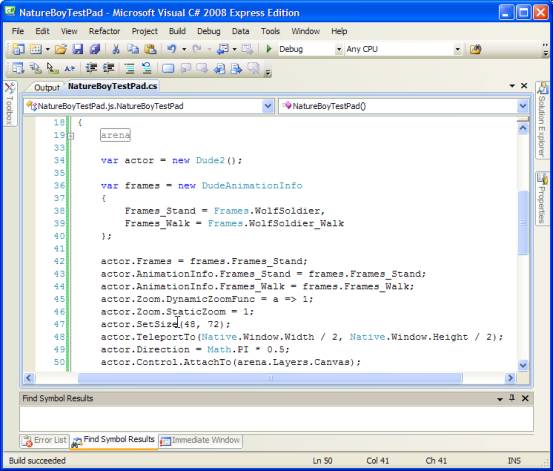 NatureBoyTestPad - Microsoft Visual C# 2008 Express Edition
File Edit View Refactor Project Build Debug Data Tools Window Help
Debug Any CPU
Output NatureBoyTestPad.cs
NatureBoyTestPad.js.NatureBoyTestPad NatureBoyTestPad()
Toolbox
Solution Explorer
Properties
18 {
19 arena
33
34 var actor = new Dude2();
35
36 var frames = new DudeAnimationInfo
37 {
38 Frames_Stand = Frames.WolfSoldier,
39 Frames_Walk = Frames.WolfSoldier_Walk
40 };
41
42 actor.Frames = frames.Frames_Stand;
43 actor.AnimationInfo.Frames_Stand = frames.Frames_Stand;
44 actor.AnimationInfo.Frames_Walk = frames.Frames_Walk;
45 actor.Zoom.DynamicZoomFunc = a => 1;
46 actor.Zoom.StaticZoom = 1;
47 actor.SetSize(48, 72);
48 actor.TeleportTo(Native.Window.Width / 2, Native.Window.Height / 2);
49 actor.Direction = Math.PI * 0.5;
50 actor.Control.AttachTo(arena.Layers.Canvas);
Find Symbol Results
Error List Find Symbol Results Immediate Window
Build succeeded Ln 50 Col 41 Ch 41 INS